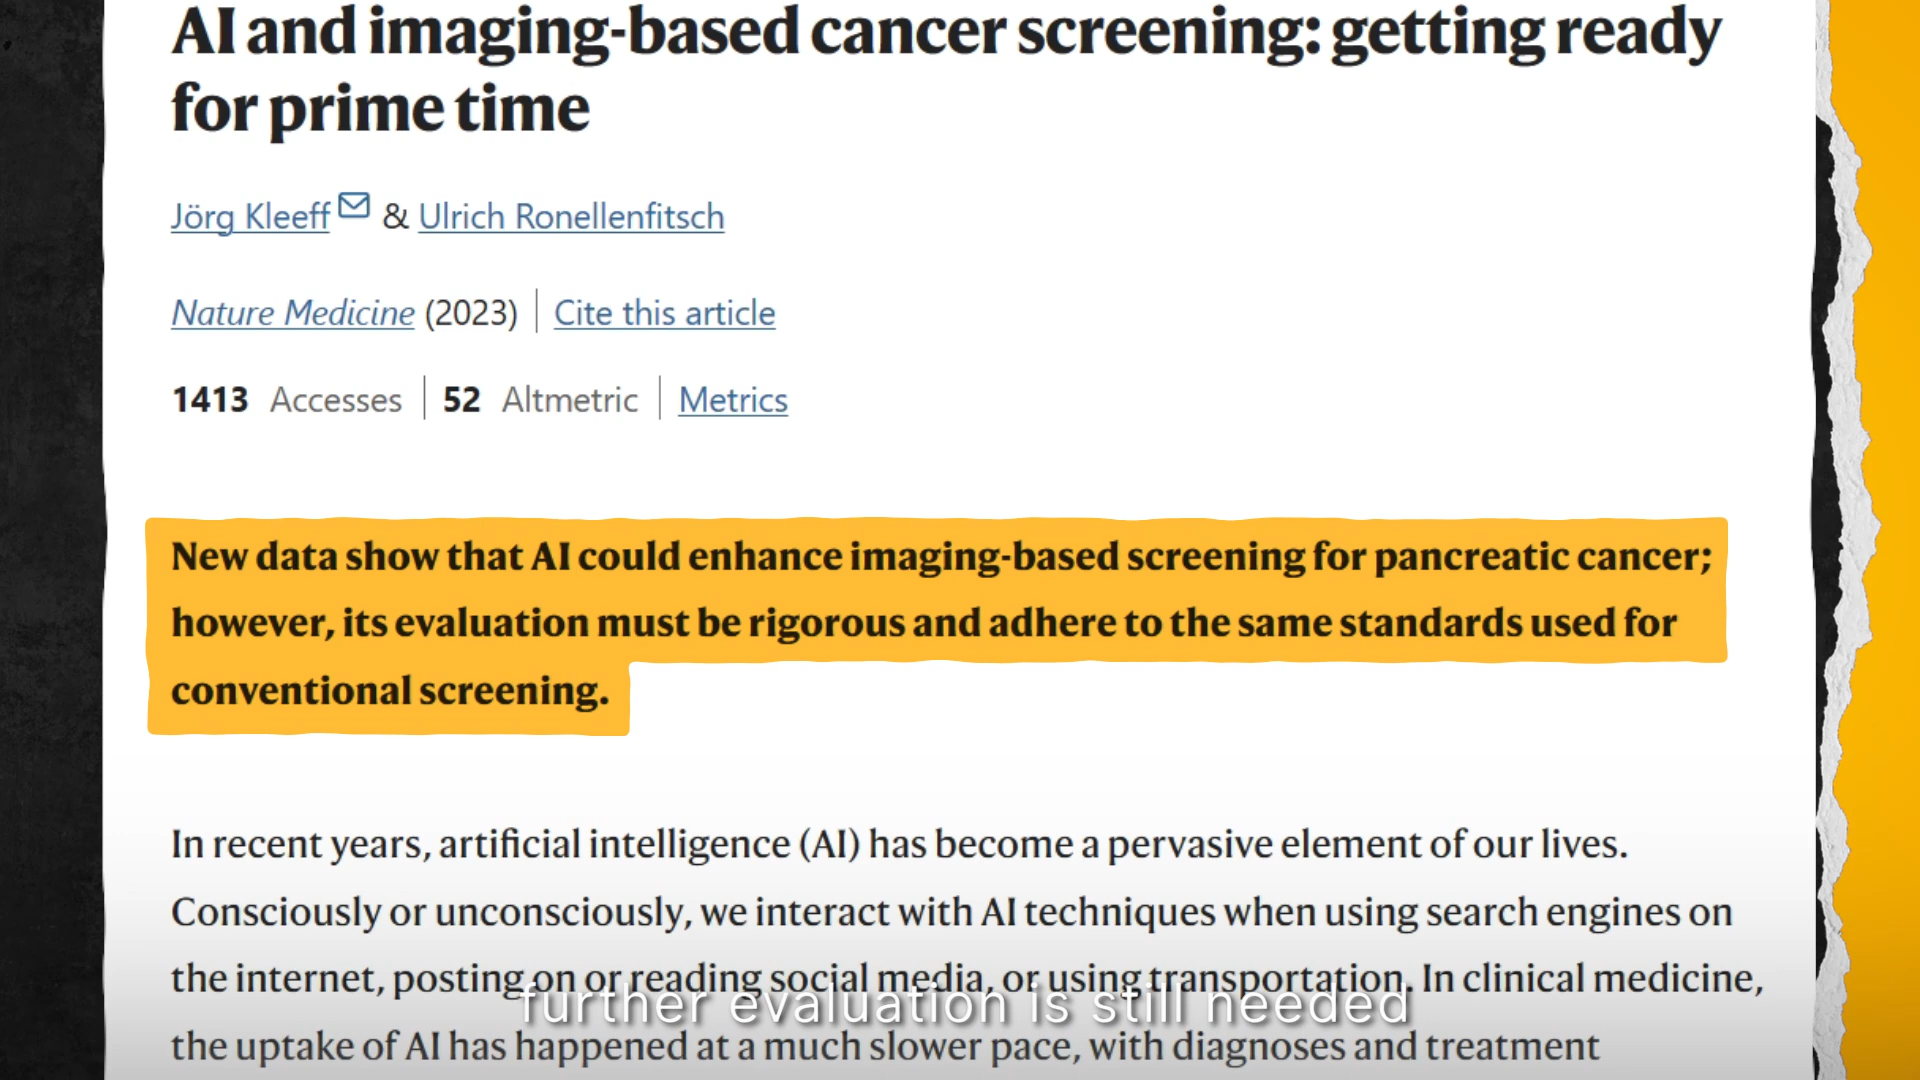 AI and imaging-based cancer screening: getting ready
for prime time
Jörg Kleeff & Ulrich Ronellenfitsch
Nature Medicine (2023) | Cite this article
1413 Accesses | 52 Altmetric | Metrics
New data show that AI could enhance imaging-based screening for pancreatic cancer;
however, its evaluation must be rigorous and adhere to the same standards used for
conventional screening.
In recent years, artificial intelligence (AI) has become a pervasive element of our lives.
Consciously or unconsciously, we interact with AI techniques when using search engines on
the internet, posting on or reading social media, or using transportation. In clinical medicine,
further evaluation is still needed
the uptake of AI has happened at a much slower pace, with diagnoses and treatment